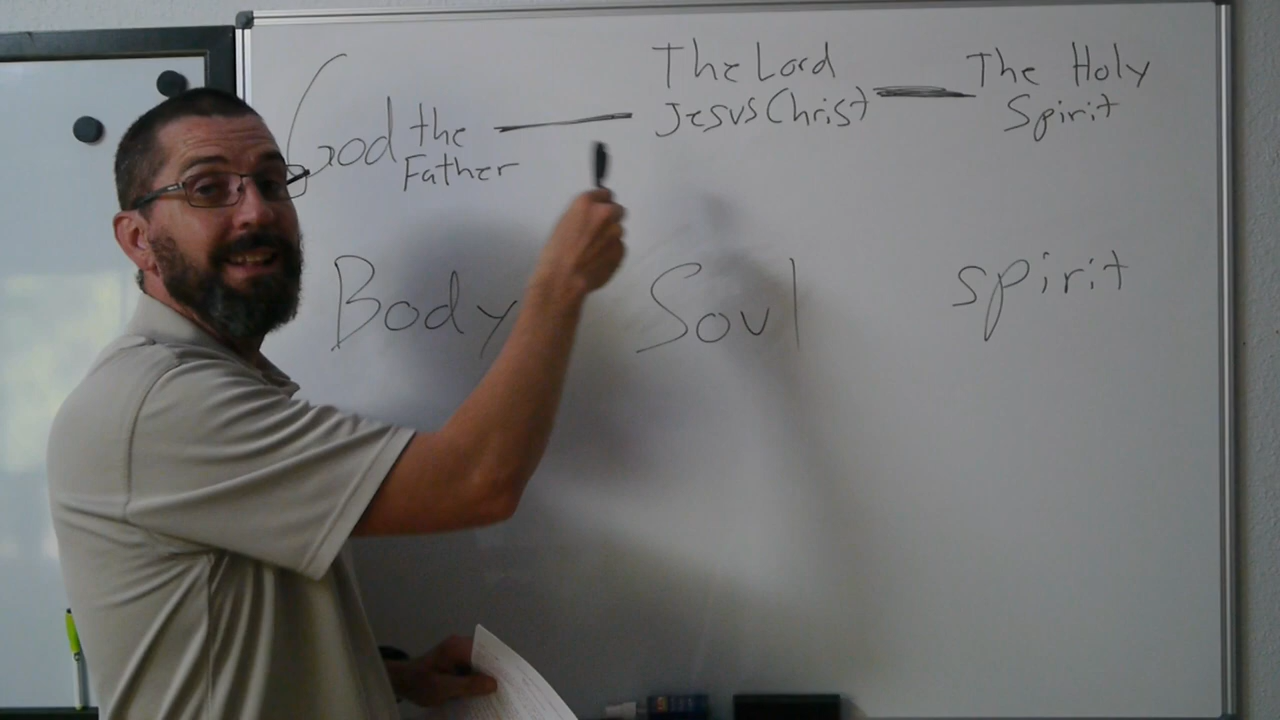 God the Father — The Lord Jesus Christ — The Holy Spirit
Body Soul spirit